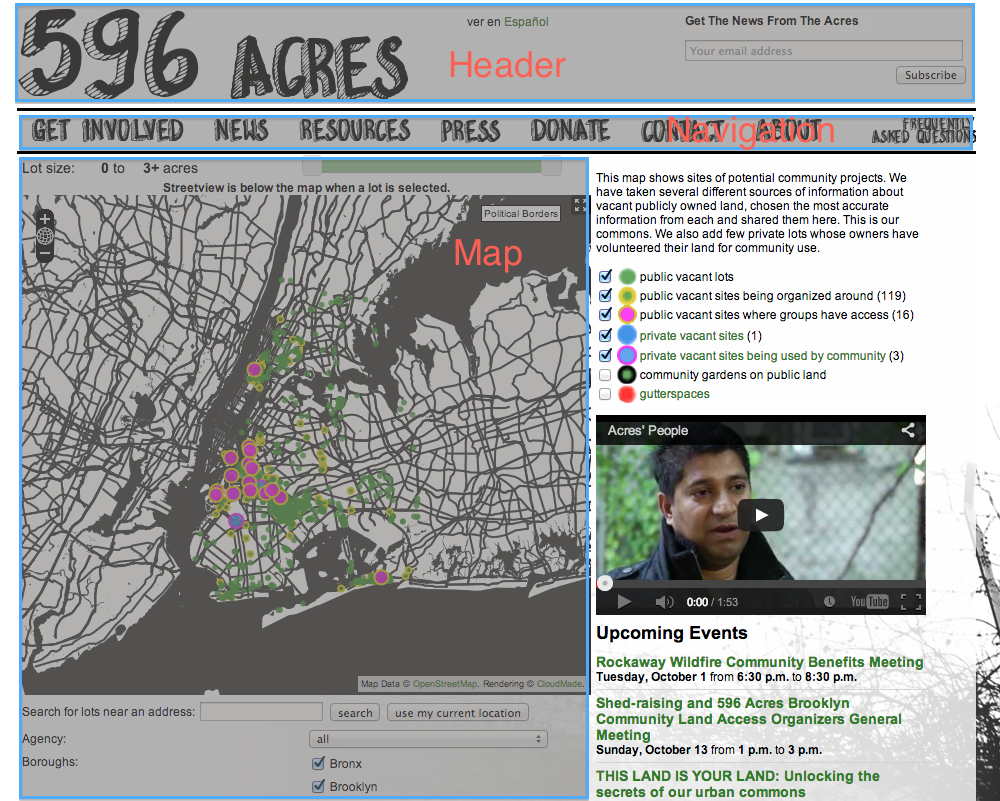 596 ACRES
ver en Español
Get The News From The Acres
Your email address
Subscribe
Header
GET INVOLVED NEWS RESOURCES PRESS DONATE CONTACT ABOUT FREQUENTLY
ASKED QUESTIONS
Navigation
Lot size: 0 to 3+ acres
Streetview is below the map when a lot is selected.
Political Borders
Map
Map Data © OpenStreetMap. Rendering © CloudMade.
Search for lots near an address: search use my current location
Agency: all
Boroughs: Bronx
Brooklyn
This map shows sites of potential community projects. We
have taken several different sources of information about
vacant publicly owned land, chosen the most accurate
information from each and shared them here. This is our
commons. We also add few private lots whose owners have
volunteered their land for community use.
public vacant lots
public vacant sites being organized around (119)
public vacant sites where groups have access (16)
private vacant sites (1)
private vacant sites being used by community (3)
community gardens on public land
gutterspaces
Acres' People
0:00 / 1:53
YouTube
Upcoming Events
Rockaway Wildfire Community Benefits Meeting
Tuesday, October 1 from 6:30 p.m. to 8:30 p.m.
Shed-raising and 596 Acres Brooklyn
Community Land Access Organizers General
Meeting
Sunday, October 13 from 1 p.m. to 3 p.m.
THIS LAND IS YOUR LAND: Unlocking the
secrets of our urban commons